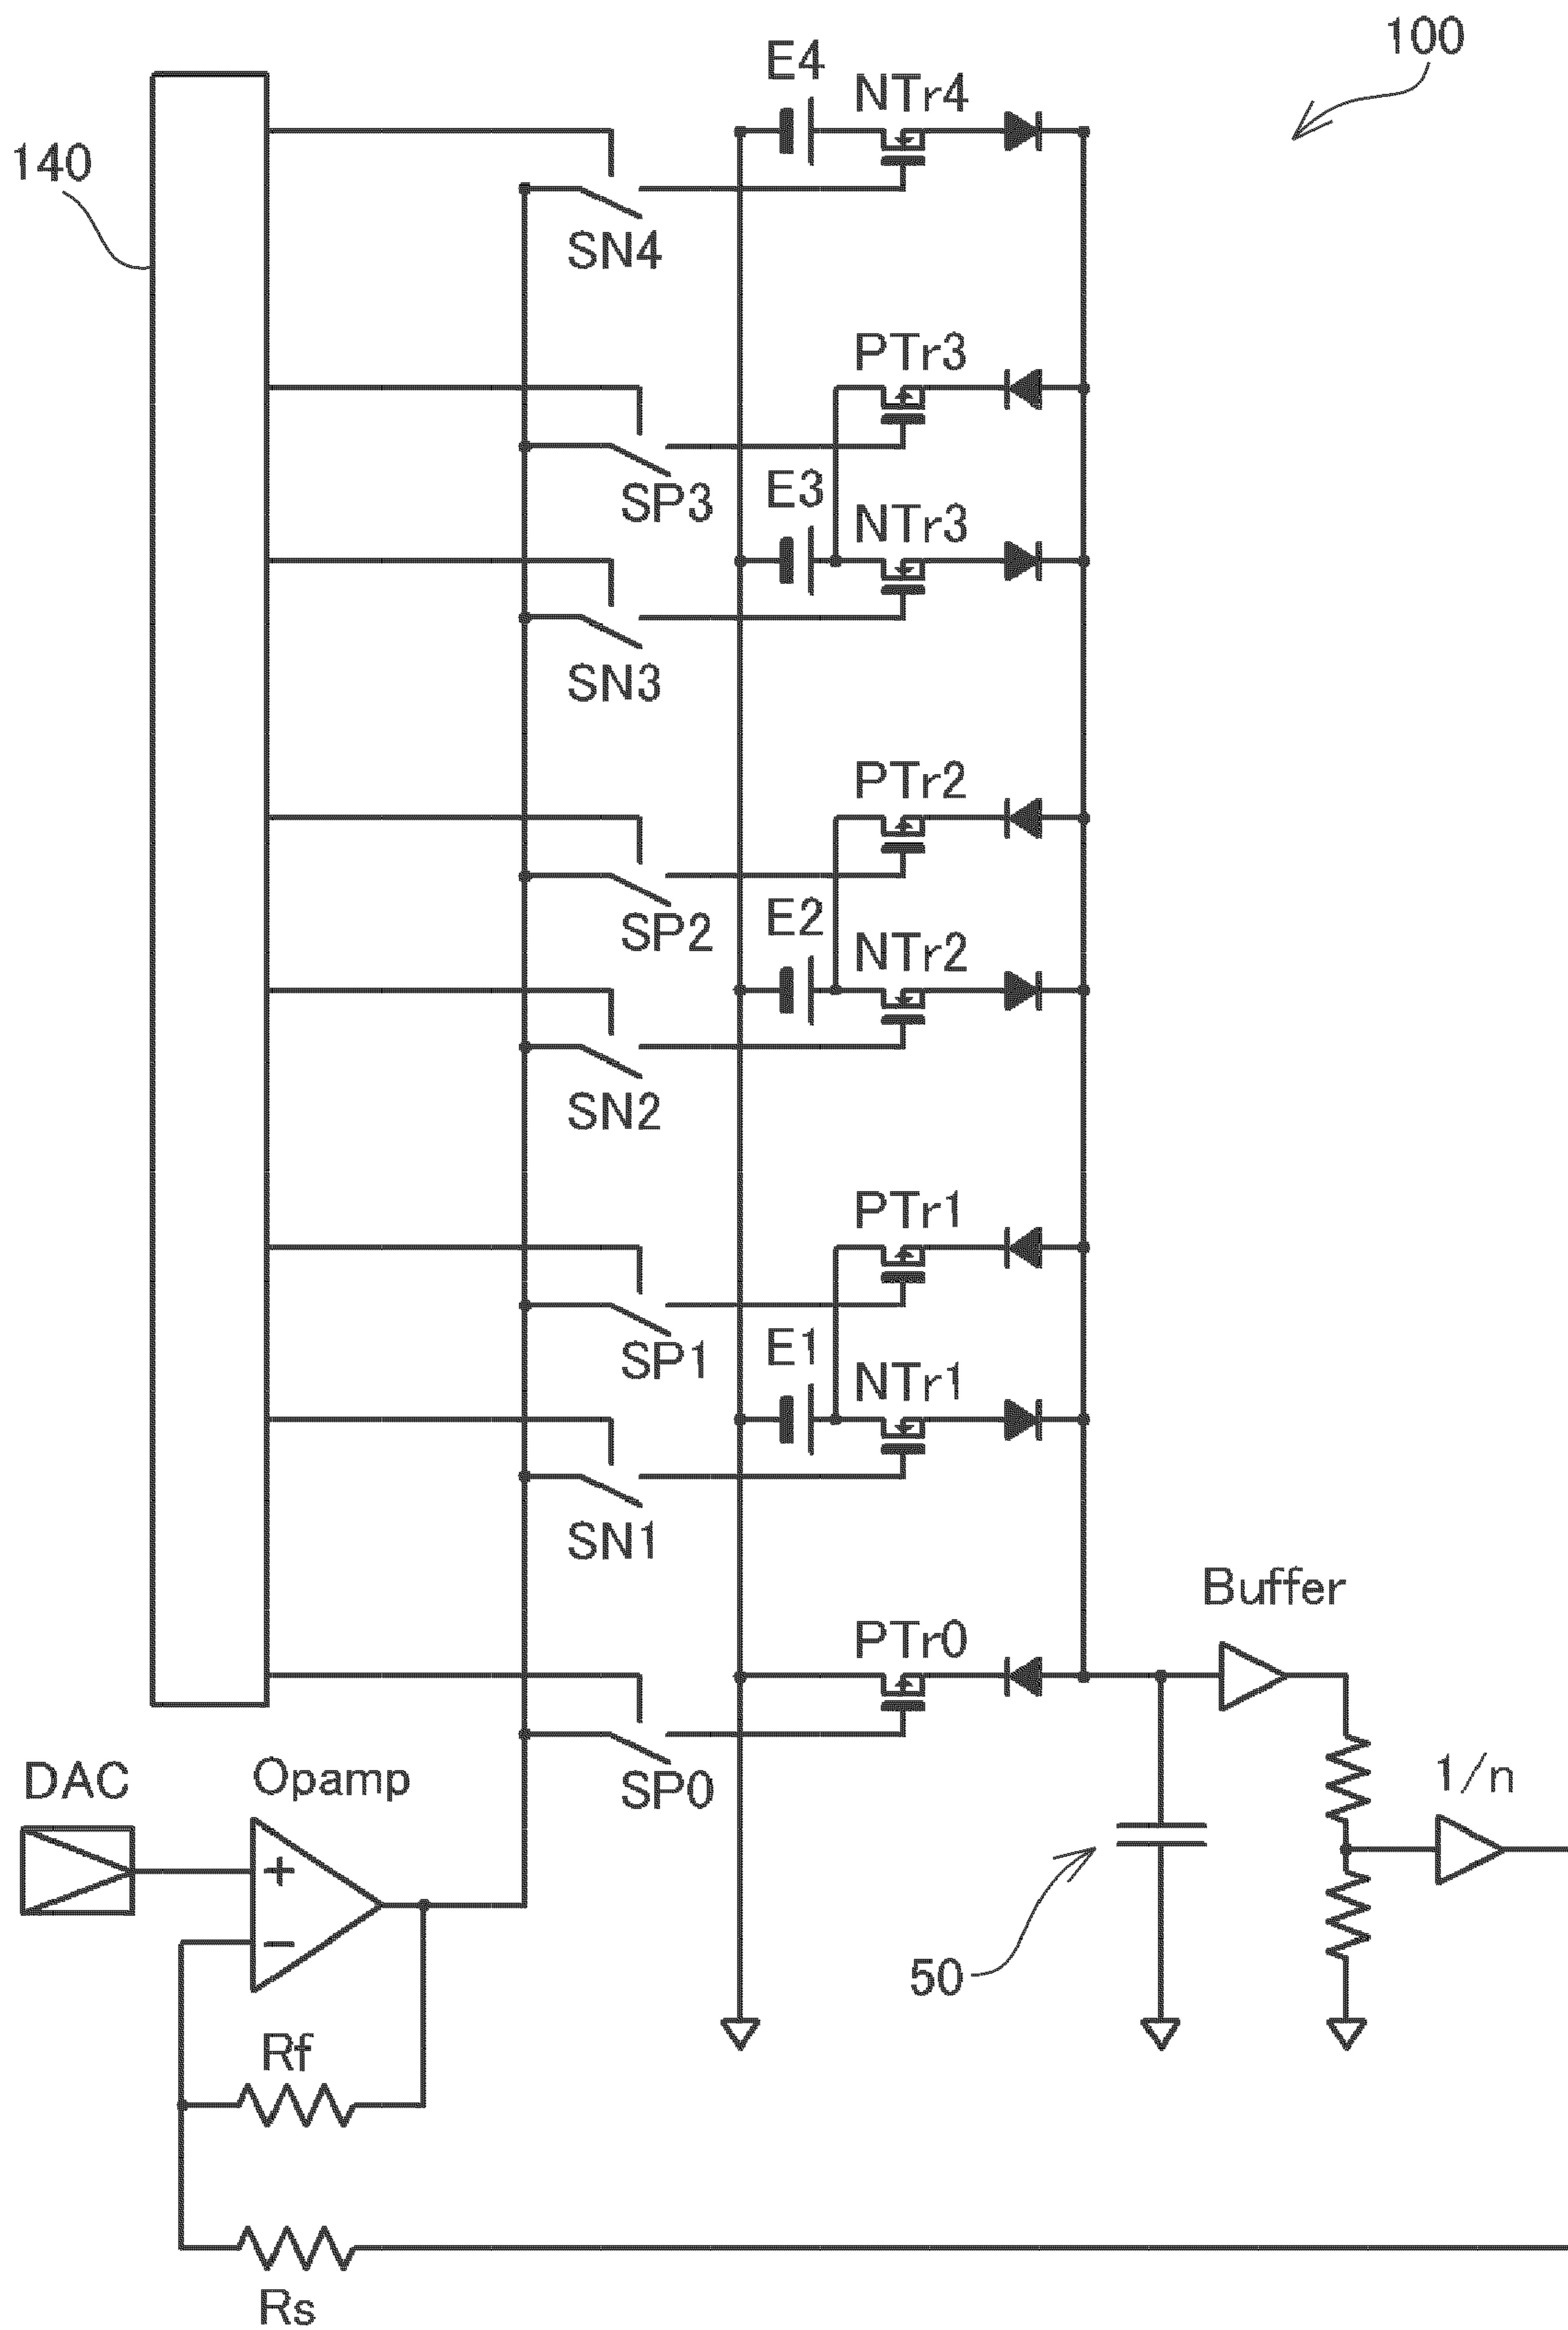 100
E4
NTr4
140
SN4
PTr3
SP3
E3
NTr3
SN3
PTr2
SP2
E2
NTr2
SN2
PTr1
SP1
E1
NTr1
SN1
Buffer
PTr0
DAC
Opamp
SP0
1/n
+
−
50
Rf
Rs